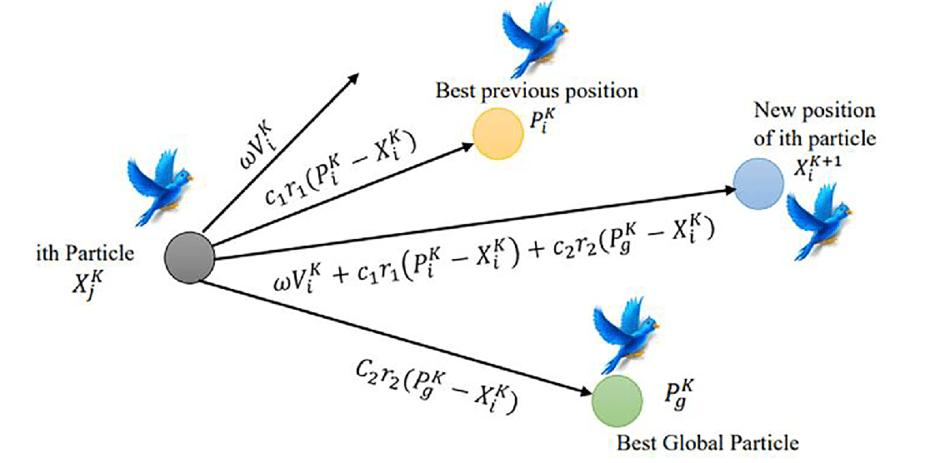 Best previous position
P_i^K
New position
of ith particle
X_i^{K+1}
ωV_i^K
c_1r_1(P_i^K − X_i^K)
ith Particle
X_j^K
ωV_i^K + c_1r_1(P_i^K − X_i^K) + c_2r_2(P_g^K − X_i^K)
C_2r_2(P_g^K − X_i^K)
P_g^K
Best Global Particle